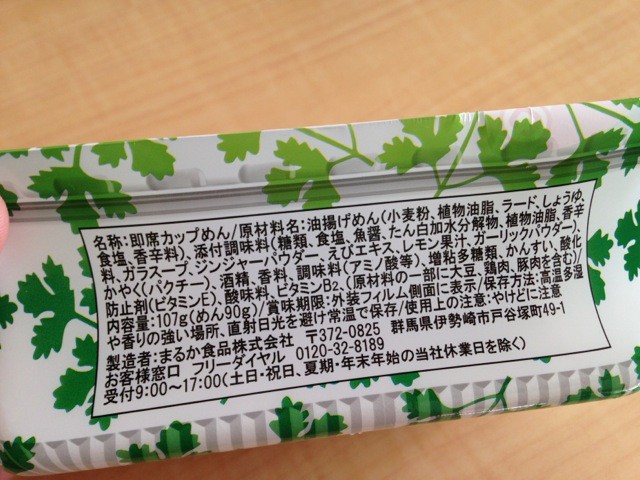 名称:即席カップめん/原材料名:油揚げめん(小麦粉、植物油脂、ラード、しょうゆ、
食塩、香辛料)、添付調味料(糖類、食塩、魚醤、たん白加水分解物、植物油脂、香辛
料、ガラスープ、ジンジャーパウダー、えびエキス、レモン果汁、ガーリックパウダー)、
かやく(パクチー)、酒精、香料、調味料(アミノ酸等)、増粘多糖類、かんすい、酸化
防止剤(ビタミンE)、酸味料、ビタミンB2、(原材料の一部に大豆、鶏肉、豚肉を含む)/
内容量:107g(めん90g)/賞味期限:外装フィルム側面に表示/保存方法:高温多湿
や香りの強い場所、直射日光を避け常温で保存/使用上の注意:やけどに注意
製造者:まるか食品株式会社 〒372-0825 群馬県伊勢崎市戸谷塚町49-1
お客様窓口 フリーダイヤル 0120-32-8189
受付9:00～17:00(土日・祝日、夏期・年末年始の当社休業日を除く)